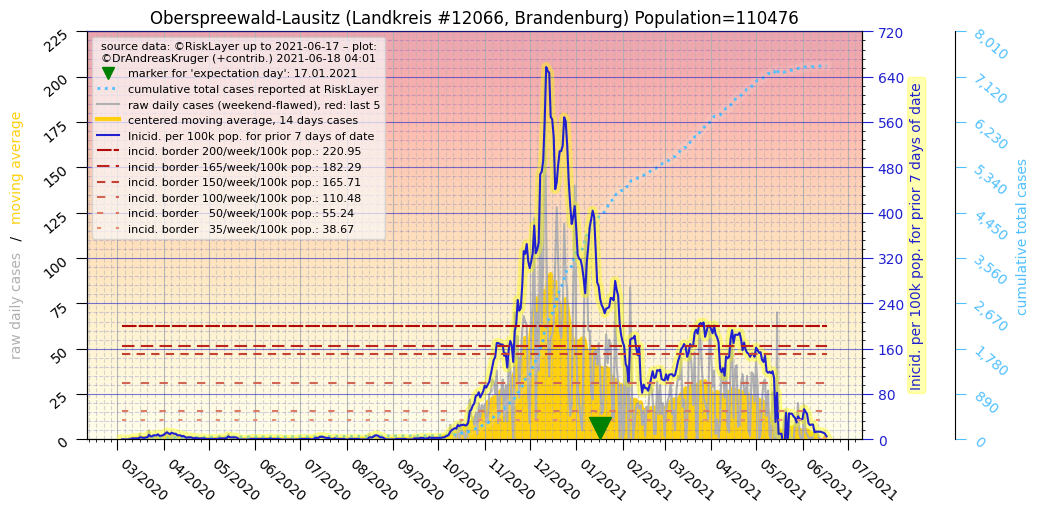 Oberspreewald-Lausitz (Landkreis #12066, Brandenburg) Population=110476
source data: ©RiskLayer up to 2021-06-17 – plot:
©DrAndreasKruger (+contrib.) 2021-06-18 04:01
marker for 'expectation day': 17.01.2021
cumulative total cases reported at RiskLayer
raw daily cases (weekend-flawed), red: last 5
centered moving average, 14 days cases
Inicid. per 100k pop. for prior 7 days of date
incid. border 200/week/100k pop.: 220.95
incid. border 165/week/100k pop.: 182.29
incid. border 150/week/100k pop.: 165.71
incid. border 100/week/100k pop.: 110.48
incid. border 50/week/100k pop.: 55.24
incid. border 35/week/100k pop.: 38.67
raw daily cases / moving average
225
200
175
150
125
100
75
50
25
0
03/2020
04/2020
05/2020
06/2020
07/2020
08/2020
09/2020
10/2020
11/2020
12/2020
01/2021
02/2021
03/2021
04/2021
05/2021
06/2021
07/2021
720
640
560
480
400
320
240
160
80
0
Inicid. per 100k pop. for prior 7 days of date
8,010
7,120
6,230
5,340
4,450
3,560
2,670
1,780
890
0
cumulative total cases